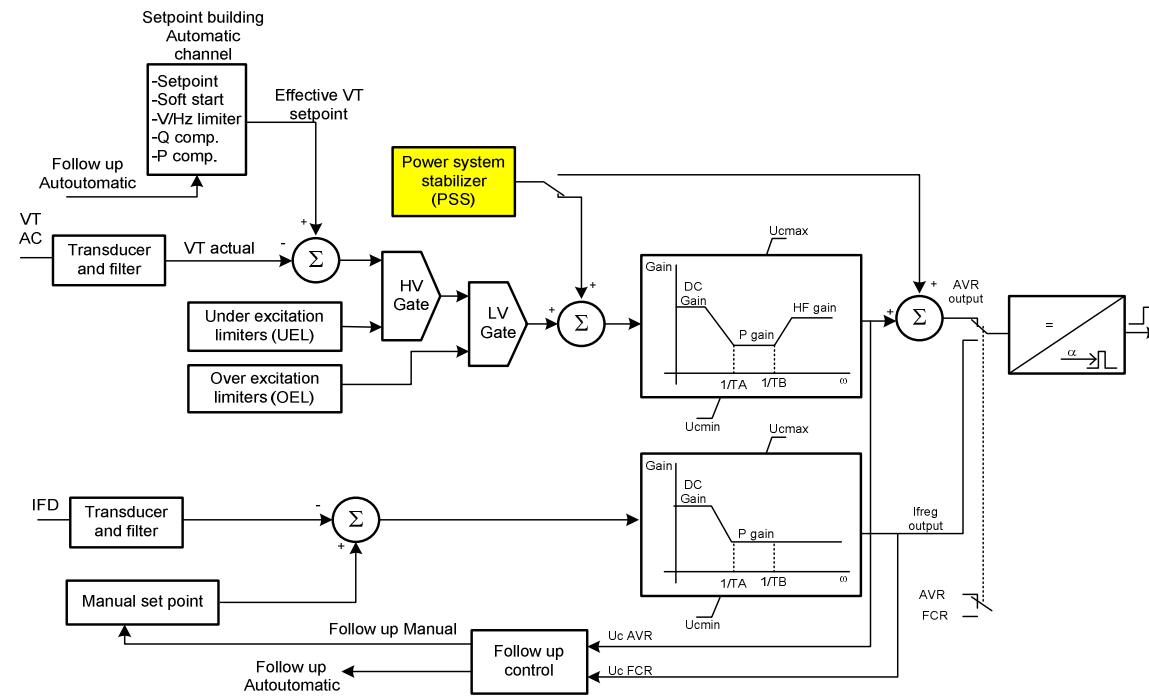 Setpoint building
Automatic
channel
-Setpoint
-Soft start
-V/Hz limiter
-Q comp.
-P comp.
Effective VT
setpoint
Follow up
Autoutomatic
Power system
stabilizer
(PSS)
VT
AC
Transducer
and filter
VT actual
-
+
Σ
HV
Gate
LV
Gate
Under excitation
limiters (UEL)
Over excitation
limiters (OEL)
+
+
Σ
Ucmax
Gain
DC
Gain
P gain
HF gain
1/TA
1/TB
ω
Ucmin
+
+
Σ
AVR
output
=
α
Ucmax
Gain
DC
Gain
P gain
1/TA
1/TB
ω
Ucmin
IFD
Transducer
and filter
-
+
Σ
Ifreg
output
Manual set point
AVR
FCR
Follow up Manual
Follow up
Autoutomatic
Follow up
control
Uc AVR
Uc FCR